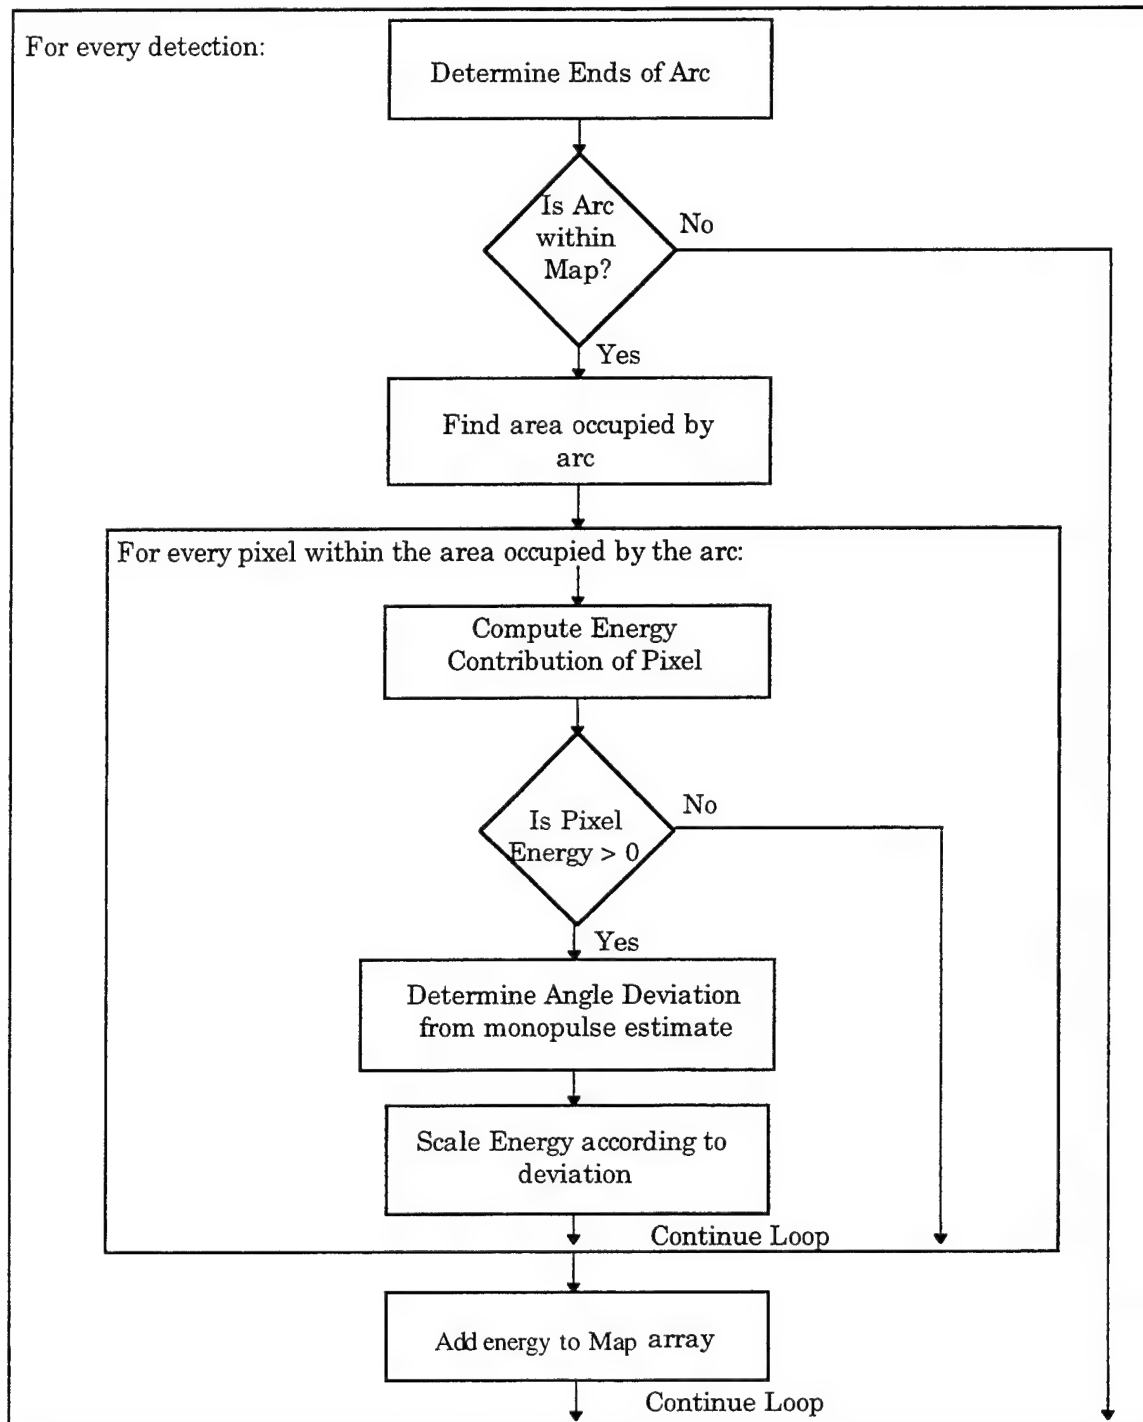 For every detection:
Determine Ends of Arc
Is Arc
within
Map?
No
Yes
Find area occupied by
arc
For every pixel within the area occupied by the arc:
Compute Energy
Contribution of Pixel
Is Pixel
Energy > 0
No
Yes
Determine Angle Deviation
from monopulse estimate
Scale Energy according to
deviation
Continue Loop
Add energy to Map array
Continue Loop